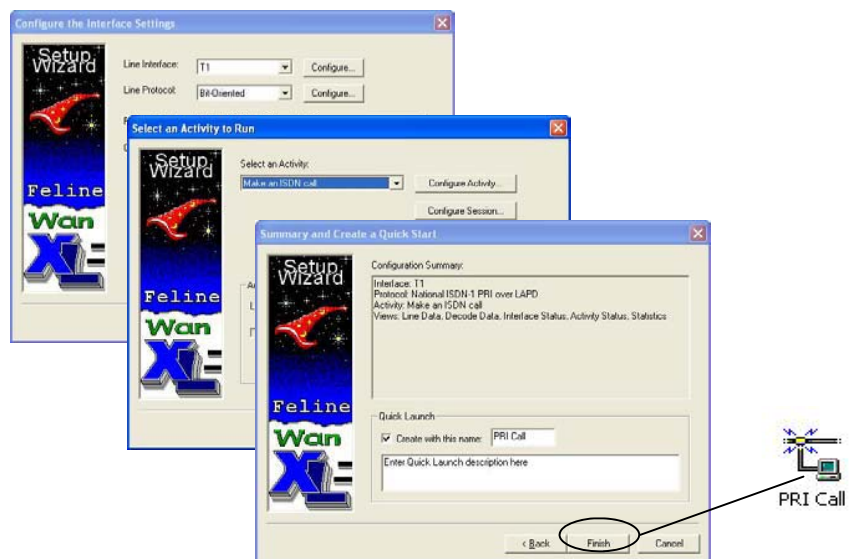 Configure the Interface Settings
Setup
Wizard
Line Interface: T1 Configure...
Line Protocol: Bit-Oriented Configure...
Feline
Wan
XL
Select an Activity to Run
Setup
Wizard
Select an Activity:
Make an ISDN call Configure Activity...
Configure Session...
Feline
Wan
XL
Summary and Create a Quick Start
Setup
Wizard
Configuration Summary:
Interface: T1
Protocol: National ISDN-1 PRI over LAPD
Activity: Make an ISDN call
Views: Line Data, Decode Data, Interface Status, Activity Status, Statistics
Feline
Wan
XL
Quick Launch
Create with this name: PRI Call
Enter Quick Launch description here
< Back Finish Cancel
PRI Call